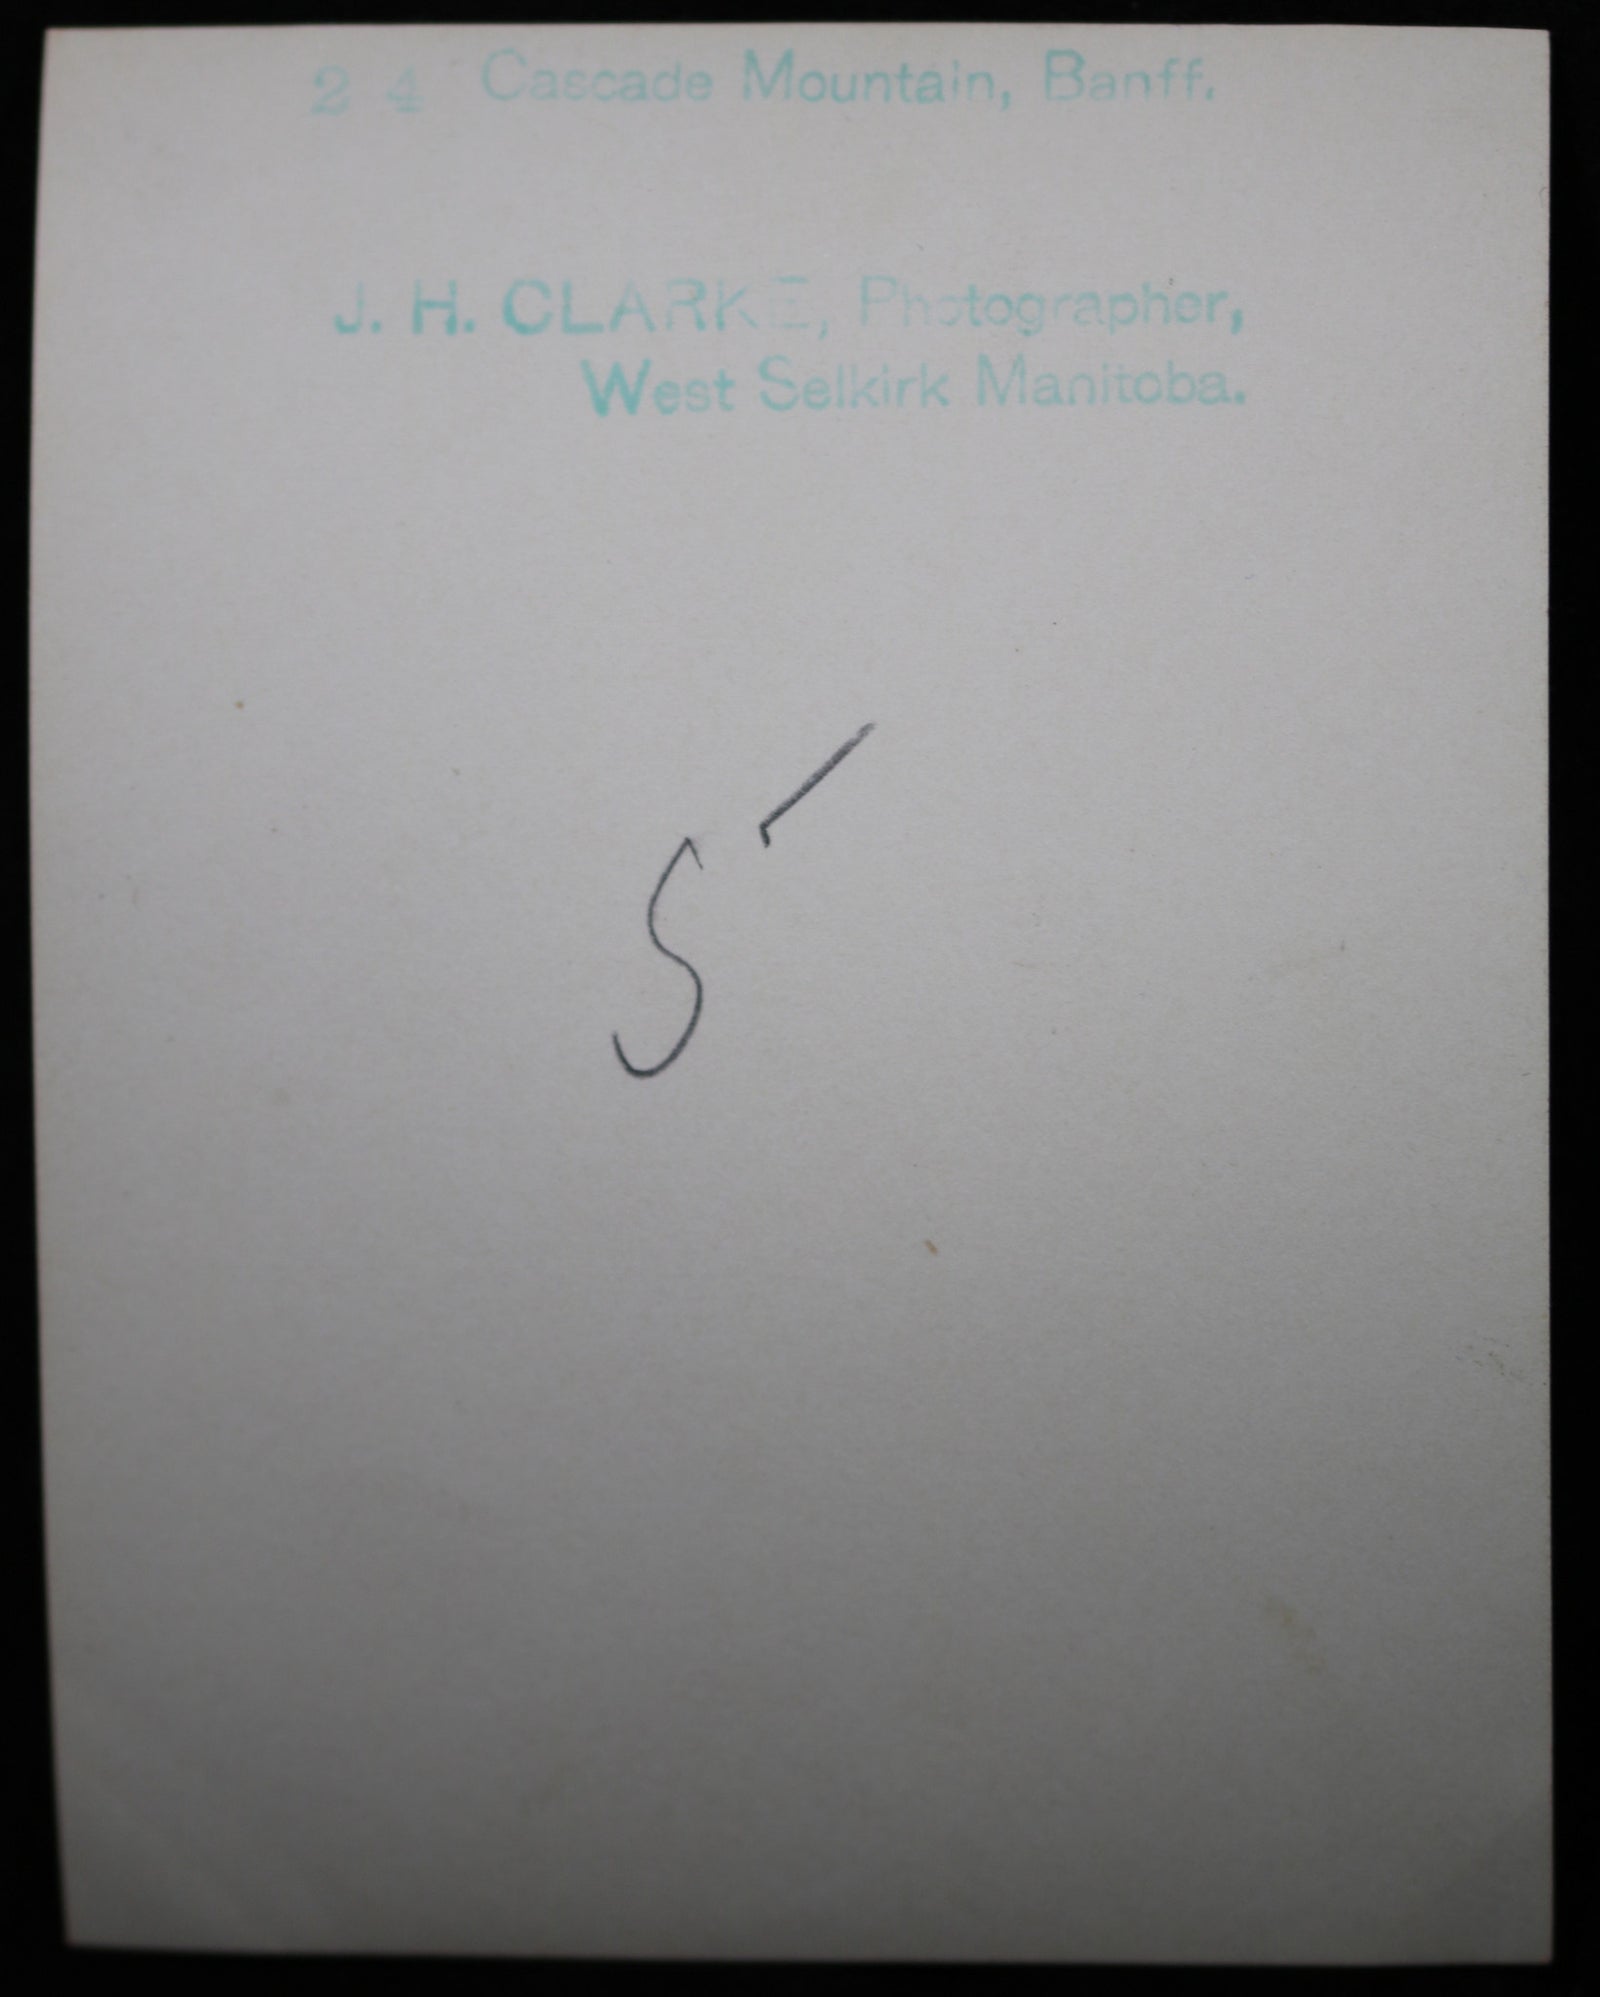 24 Cascade Mountain, Banff.
J. H. CLARKE, Photographer,
West Selkirk Manitoba.
5